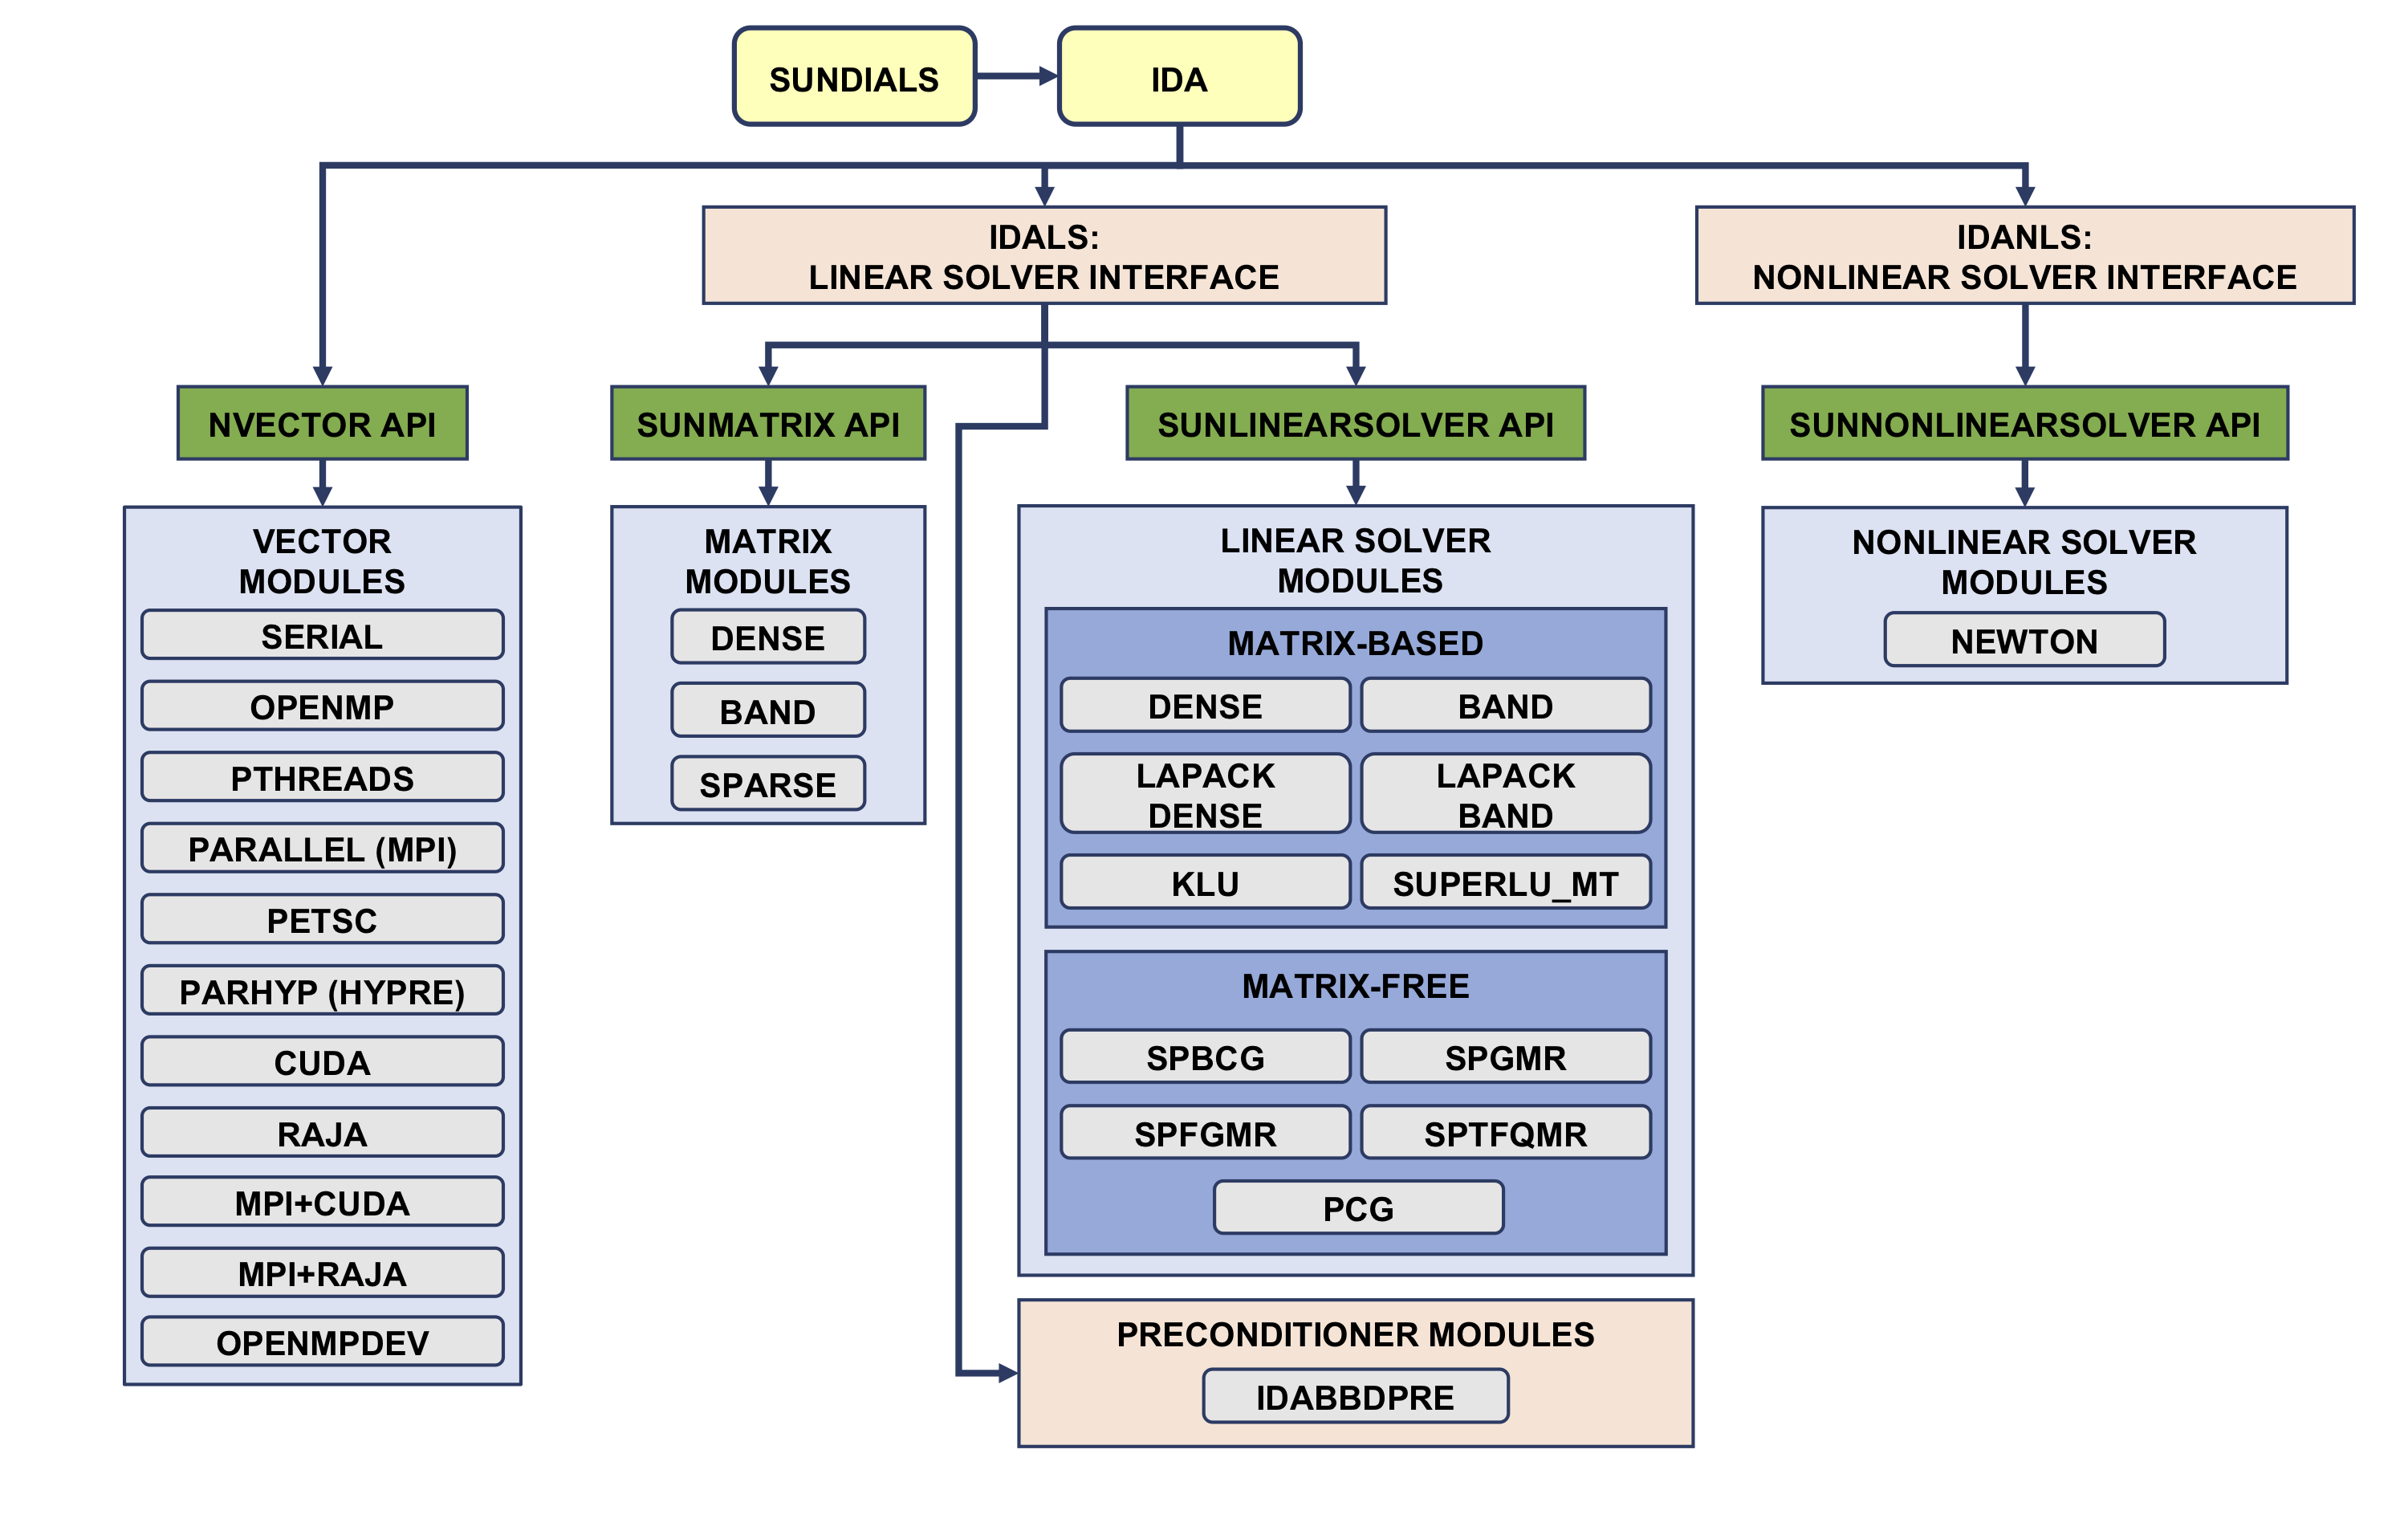 SUNDIALS
IDA
IDALS:
LINEAR SOLVER INTERFACE
IDANLS:
NONLINEAR SOLVER INTERFACE
NVECTOR API
SUNMATRIX API
SUNLINEARSOLVER API
SUNNONLINEARSOLVER API
VECTOR
MODULES
SERIAL
OPENMP
PTHREADS
PARALLEL (MPI)
PETSC
PARHYP (HYPRE)
CUDA
RAJA
MPI+CUDA
MPI+RAJA
OPENMPDEV
MATRIX
MODULES
DENSE
BAND
SPARSE
LINEAR SOLVER
MODULES
MATRIX-BASED
DENSE
BAND
LAPACK
DENSE
LAPACK
BAND
KLU
SUPERLU_MT
MATRIX-FREE
SPBCG
SPGMR
SPFGMR
SPTFQMR
PCG
PRECONDITIONER MODULES
IDABBDPRE
NONLINEAR SOLVER
MODULES
NEWTON